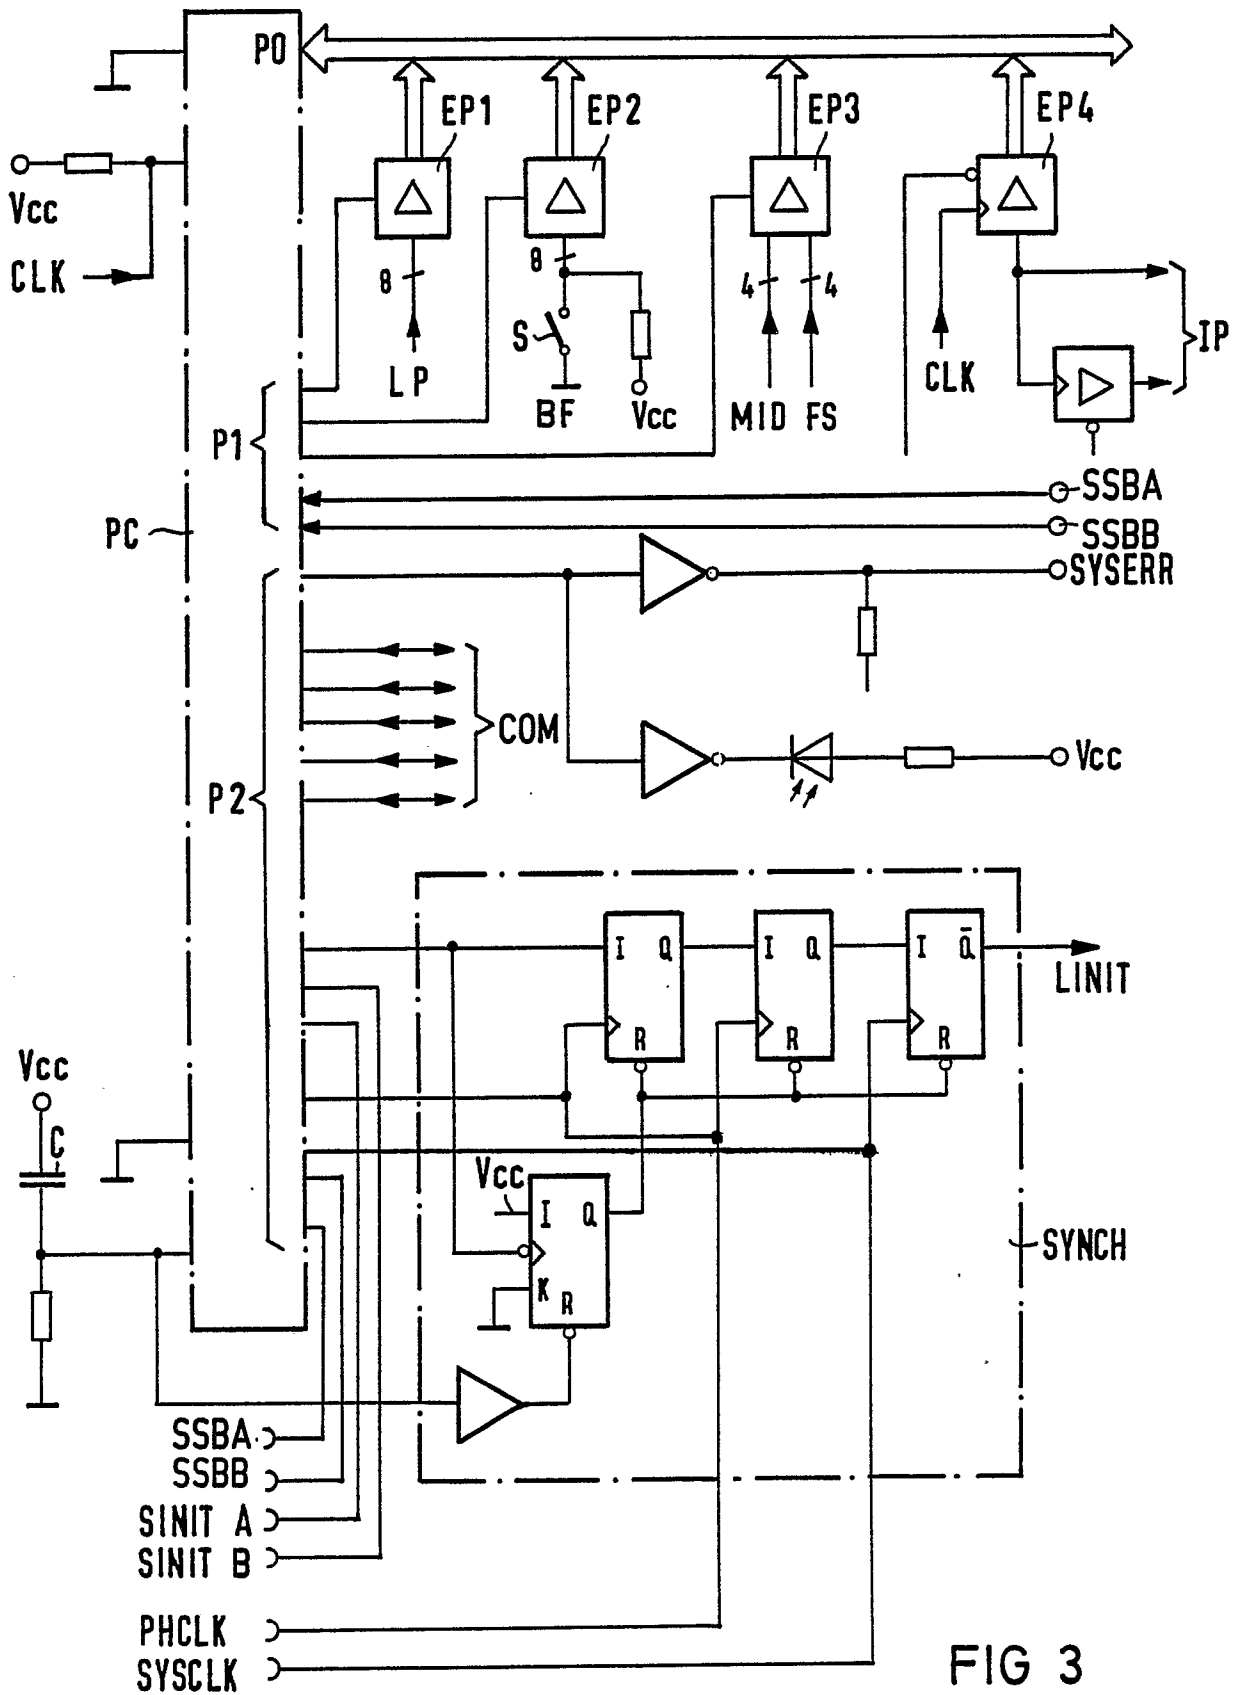 PO
EP1
EP2
EP3
EP4
Vcc
CLK
8
8
4
4
S
LP
BF
Vcc
MID
FS
CLK
IP
P1
PC
SSBA
SSBB
SYSERR
COM
P2
Vcc
I Q
I Q
I Q̅
R
R
R
LINIT
Vcc
C
Vcc
I Q
K
R
SYNCH
SSBA
SSBB
SINIT A
SINIT B
PHCLK
SYSCLK
FIG 3